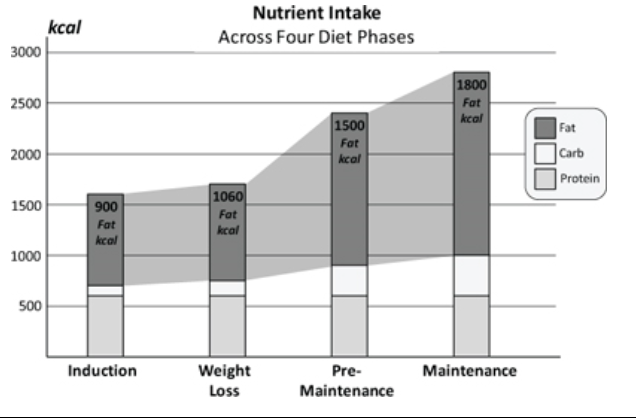 Nutrient Intake
Across Four Diet Phases
kcal
3000
2500
2000
1500
1000
500
900
Fat
kcal
1060
Fat
kcal
1500
Fat
kcal
1800
Fat
kcal
Fat
Carb
Protein
Induction
Weight
Loss
Pre-
Maintenance
Maintenance